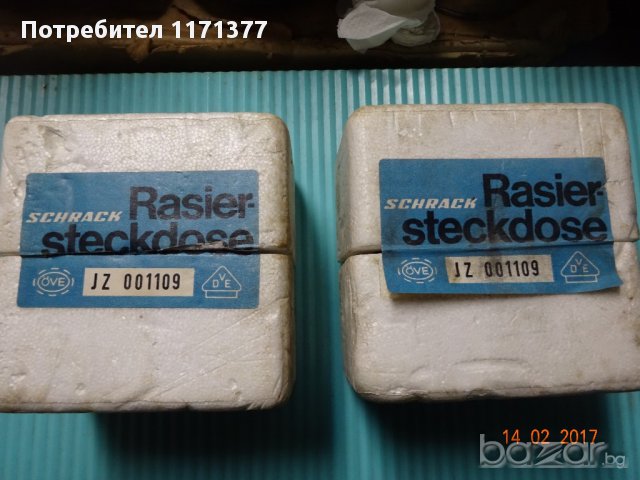 Потребител 1171377
SCHRACK Rasier-
steckdose
ÖVE JZ 001109 VDE
SCHRACK Rasier-
steckdose
ÖVE JZ 001109 VDE
14 02 2017
bazar.bg